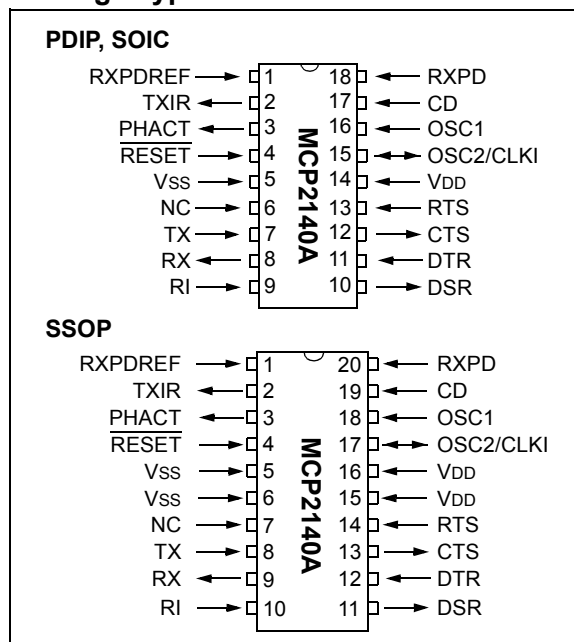 PDIP, SOIC
RXPDREF 1 18 RXPD
TXIR 2 17 CD
PHACT 3 16 OSC1
RESET 4 15 OSC2/CLKI
VSS 5 14 VDD
NC 6 13 RTS
TX 7 12 CTS
RX 8 11 DTR
RI 9 10 DSR
MCP2140A
SSOP
RXPDREF 1 20 RXPD
TXIR 2 19 CD
PHACT 3 18 OSC1
RESET 4 17 OSC2/CLKI
VSS 5 16 VDD
VSS 6 15 VDD
NC 7 14 RTS
TX 8 13 CTS
RX 9 12 DTR
RI 10 11 DSR
MCP2140A